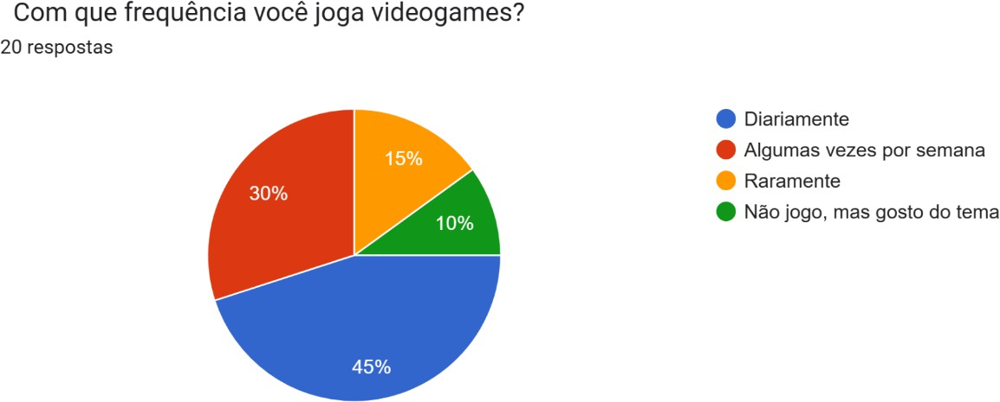 Com que frequência você joga videogames?
20 respostas
Diariamente
Algumas vezes por semana
Raramente
Não jogo, mas gosto do tema
15%
30%
10%
45%